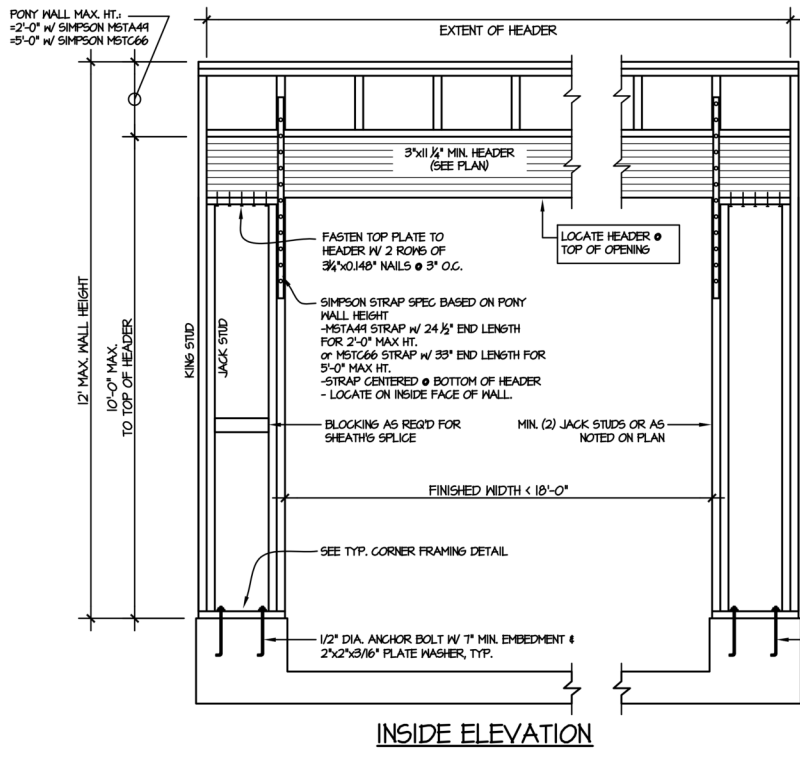 PONY WALL MAX. HT.:
=2'-0" W/ SIMPSON MSTA49
=5'-0" W/ SIMPSON MSTC66
EXTENT OF HEADER
3"x11 1/4" MIN. HEADER
(SEE PLAN)
FASTEN TOP PLATE TO
HEADER W/ 2 ROWS OF
3 1/4"x0.148" NAILS @ 3" O.C.
LOCATE HEADER @
TOP OF OPENING
SIMPSON STRAP SPEC BASED ON PONY
WALL HEIGHT
-MSTA49 STRAP W/ 24 1/2" END LENGTH
FOR 2'-0" MAX HT.
or MSTC66 STRAP W/ 33" END LENGTH FOR
5'-0" MAX HT.
-STRAP CENTERED @ BOTTOM OF HEADER
- LOCATE ON INSIDE FACE OF WALL.
12' MAX. WALL HEIGHT
10'-0" MAX.
TO TOP OF HEADER
KING STUD
JACK STUD
BLOCKING AS REQ'D FOR
SHEATH'G SPLICE
MIN. (2) JACK STUDS OR AS
NOTED ON PLAN
FINISHED WIDTH < 18'-0"
SEE TYP. CORNER FRAMING DETAIL
1/2" DIA. ANCHOR BOLT W/ 7" MIN. EMBEDMENT &
2"x2"x3/16" PLATE WASHER, TYP.
INSIDE ELEVATION